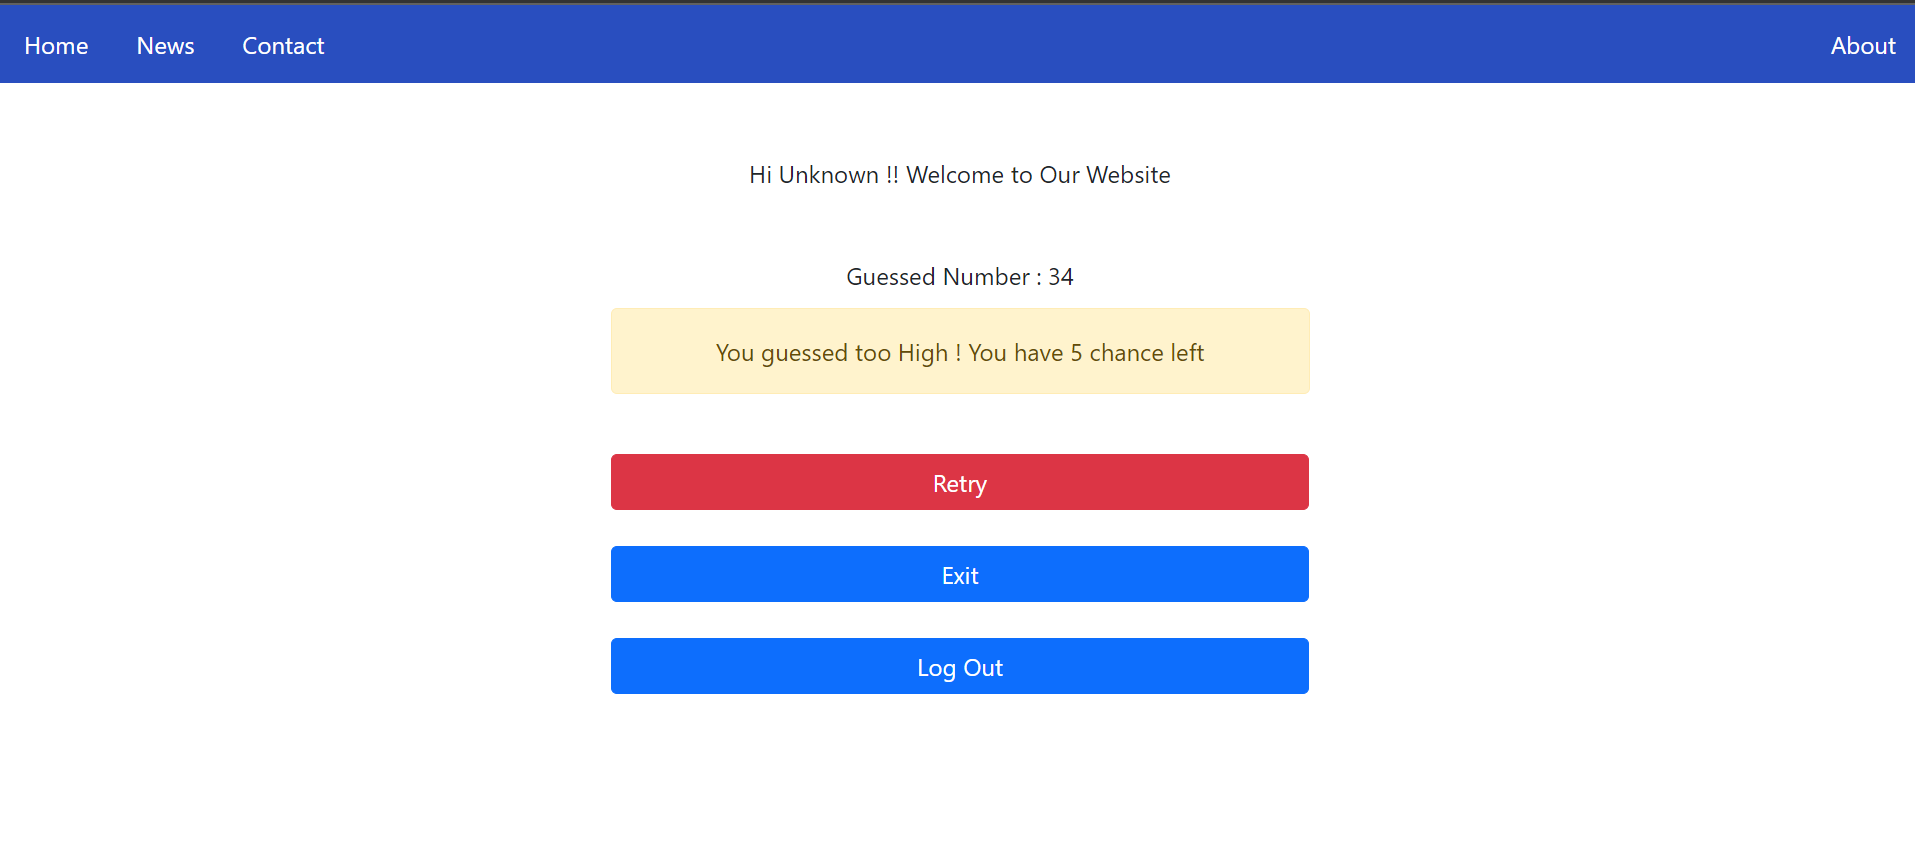 Home News Contact About
Hi Unknown !! Welcome to Our Website
Guessed Number : 34
You guessed too High ! You have 5 chance left
Retry
Exit
Log Out